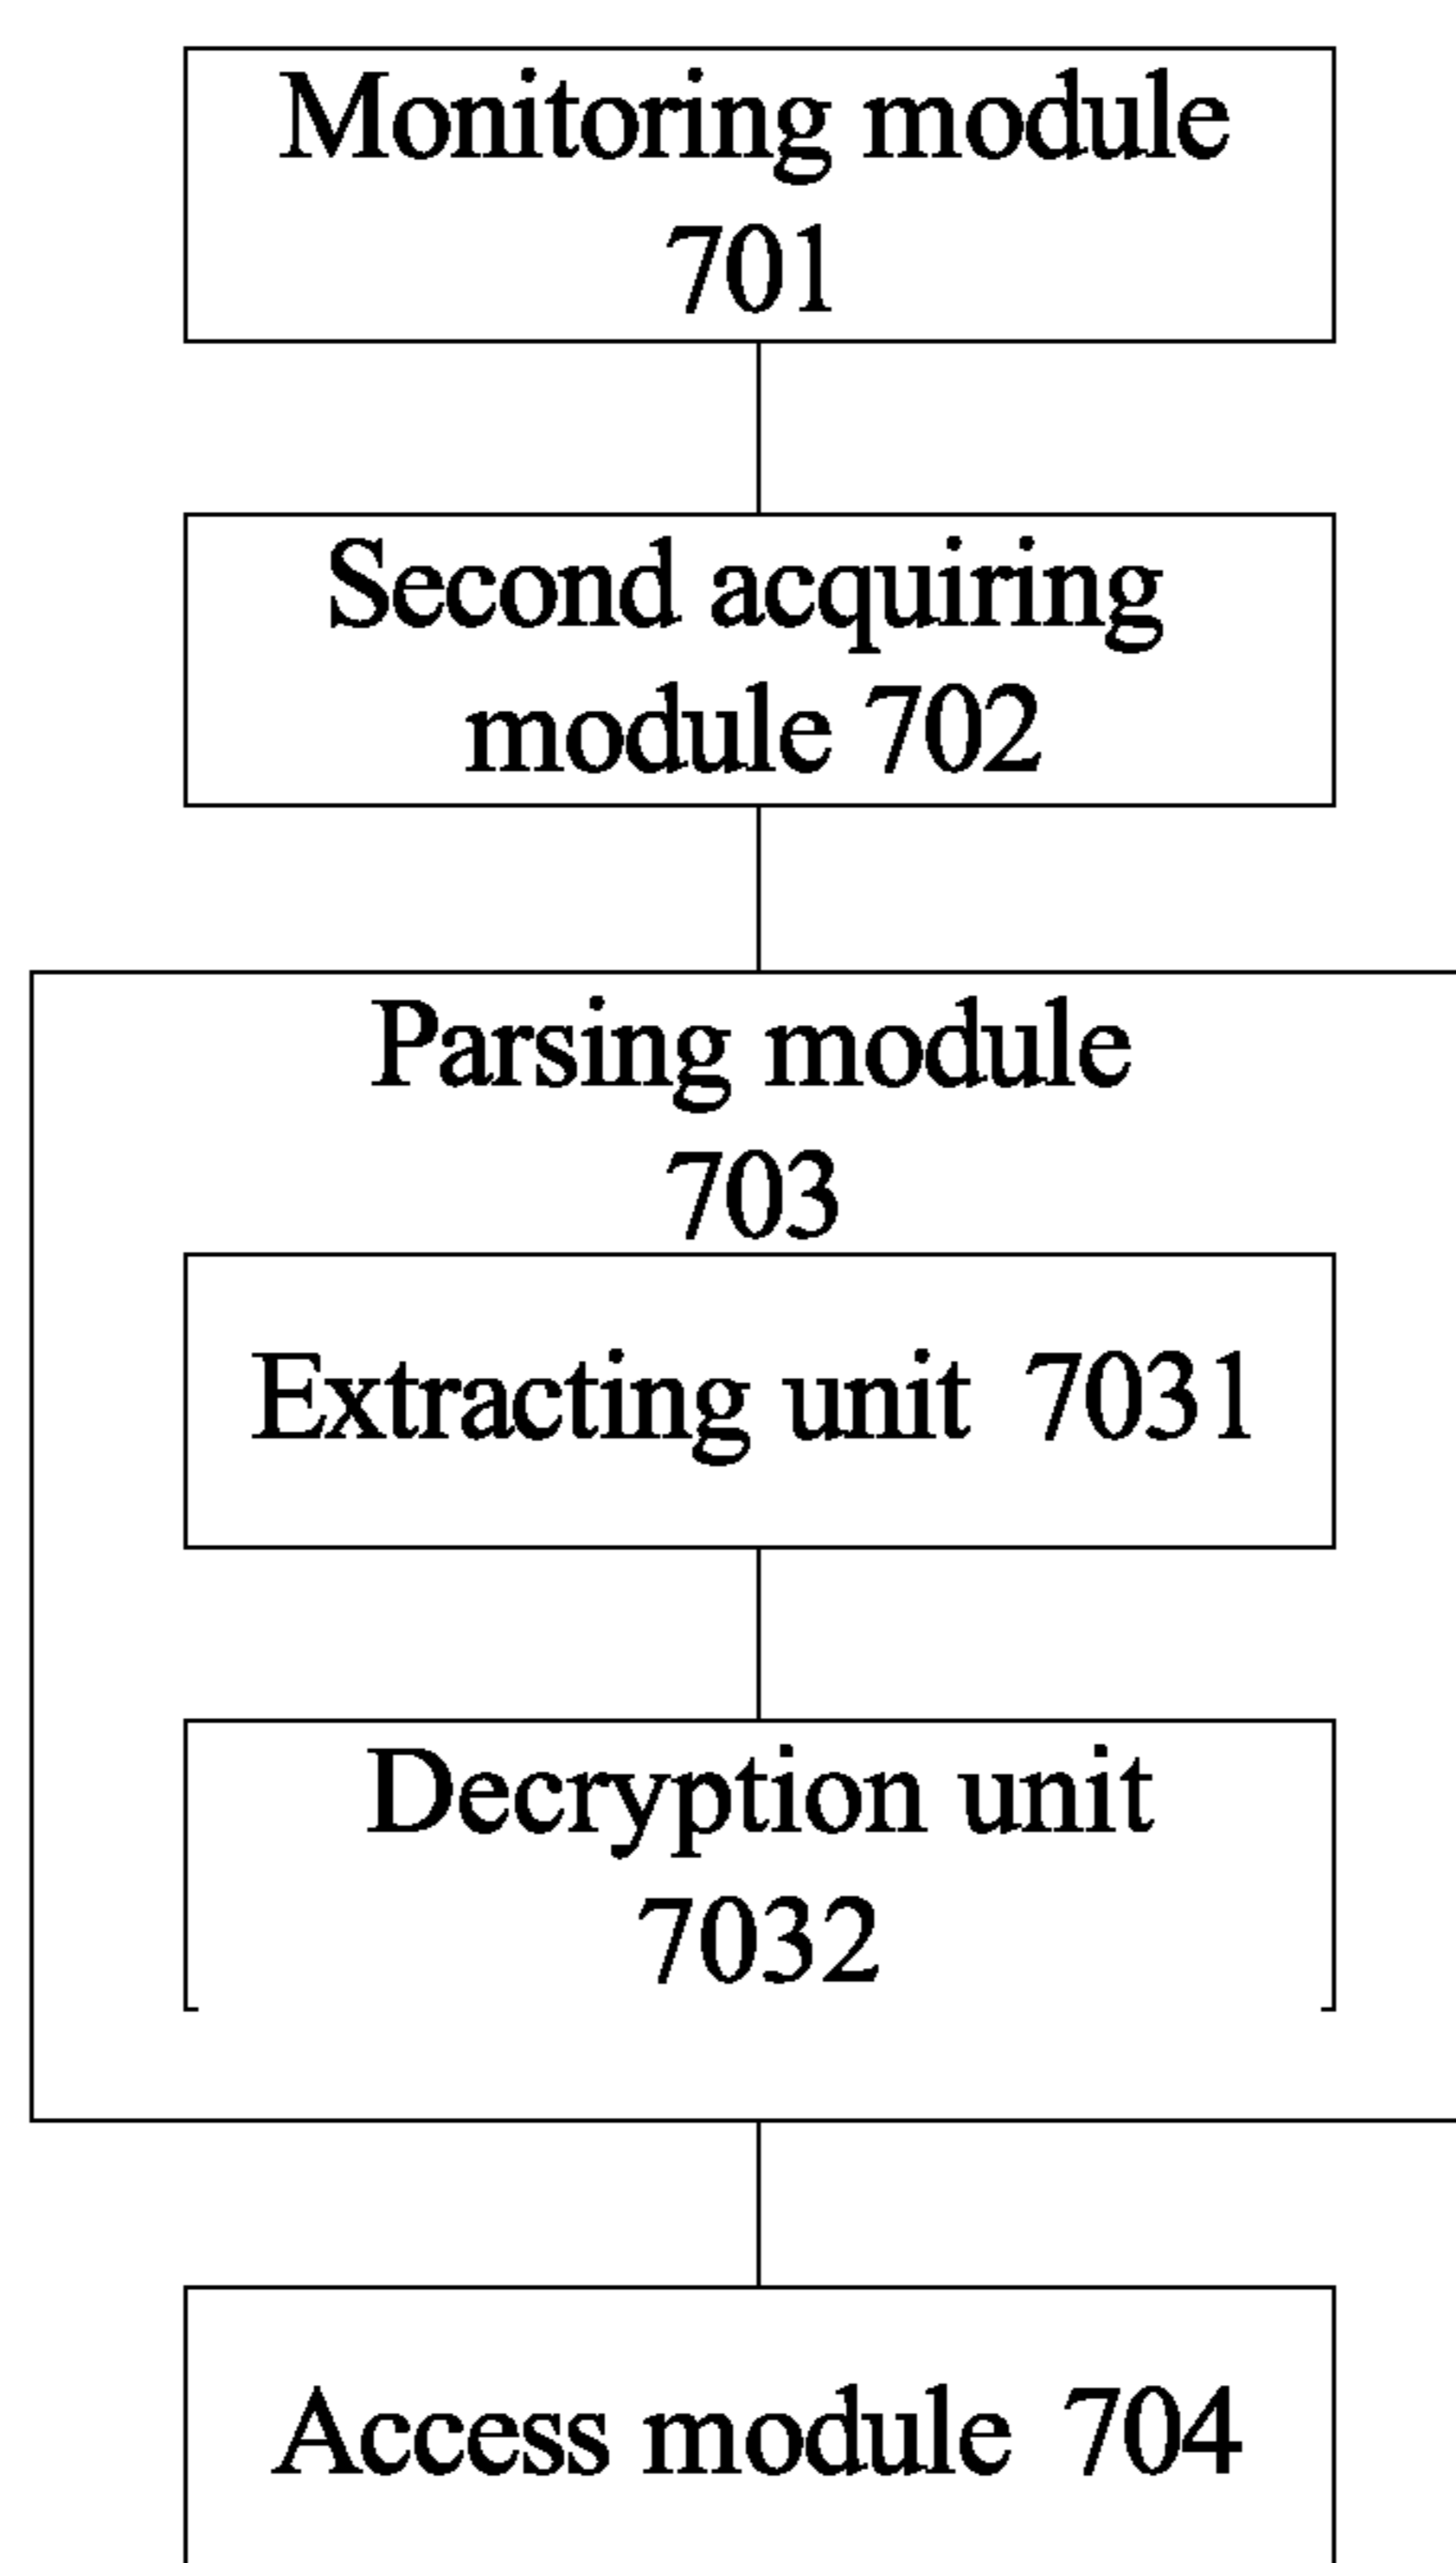 Monitoring module
701
Second acquiring
module 702
Parsing module
703
Extracting unit 7031
Decryption unit
7032
Access module 704